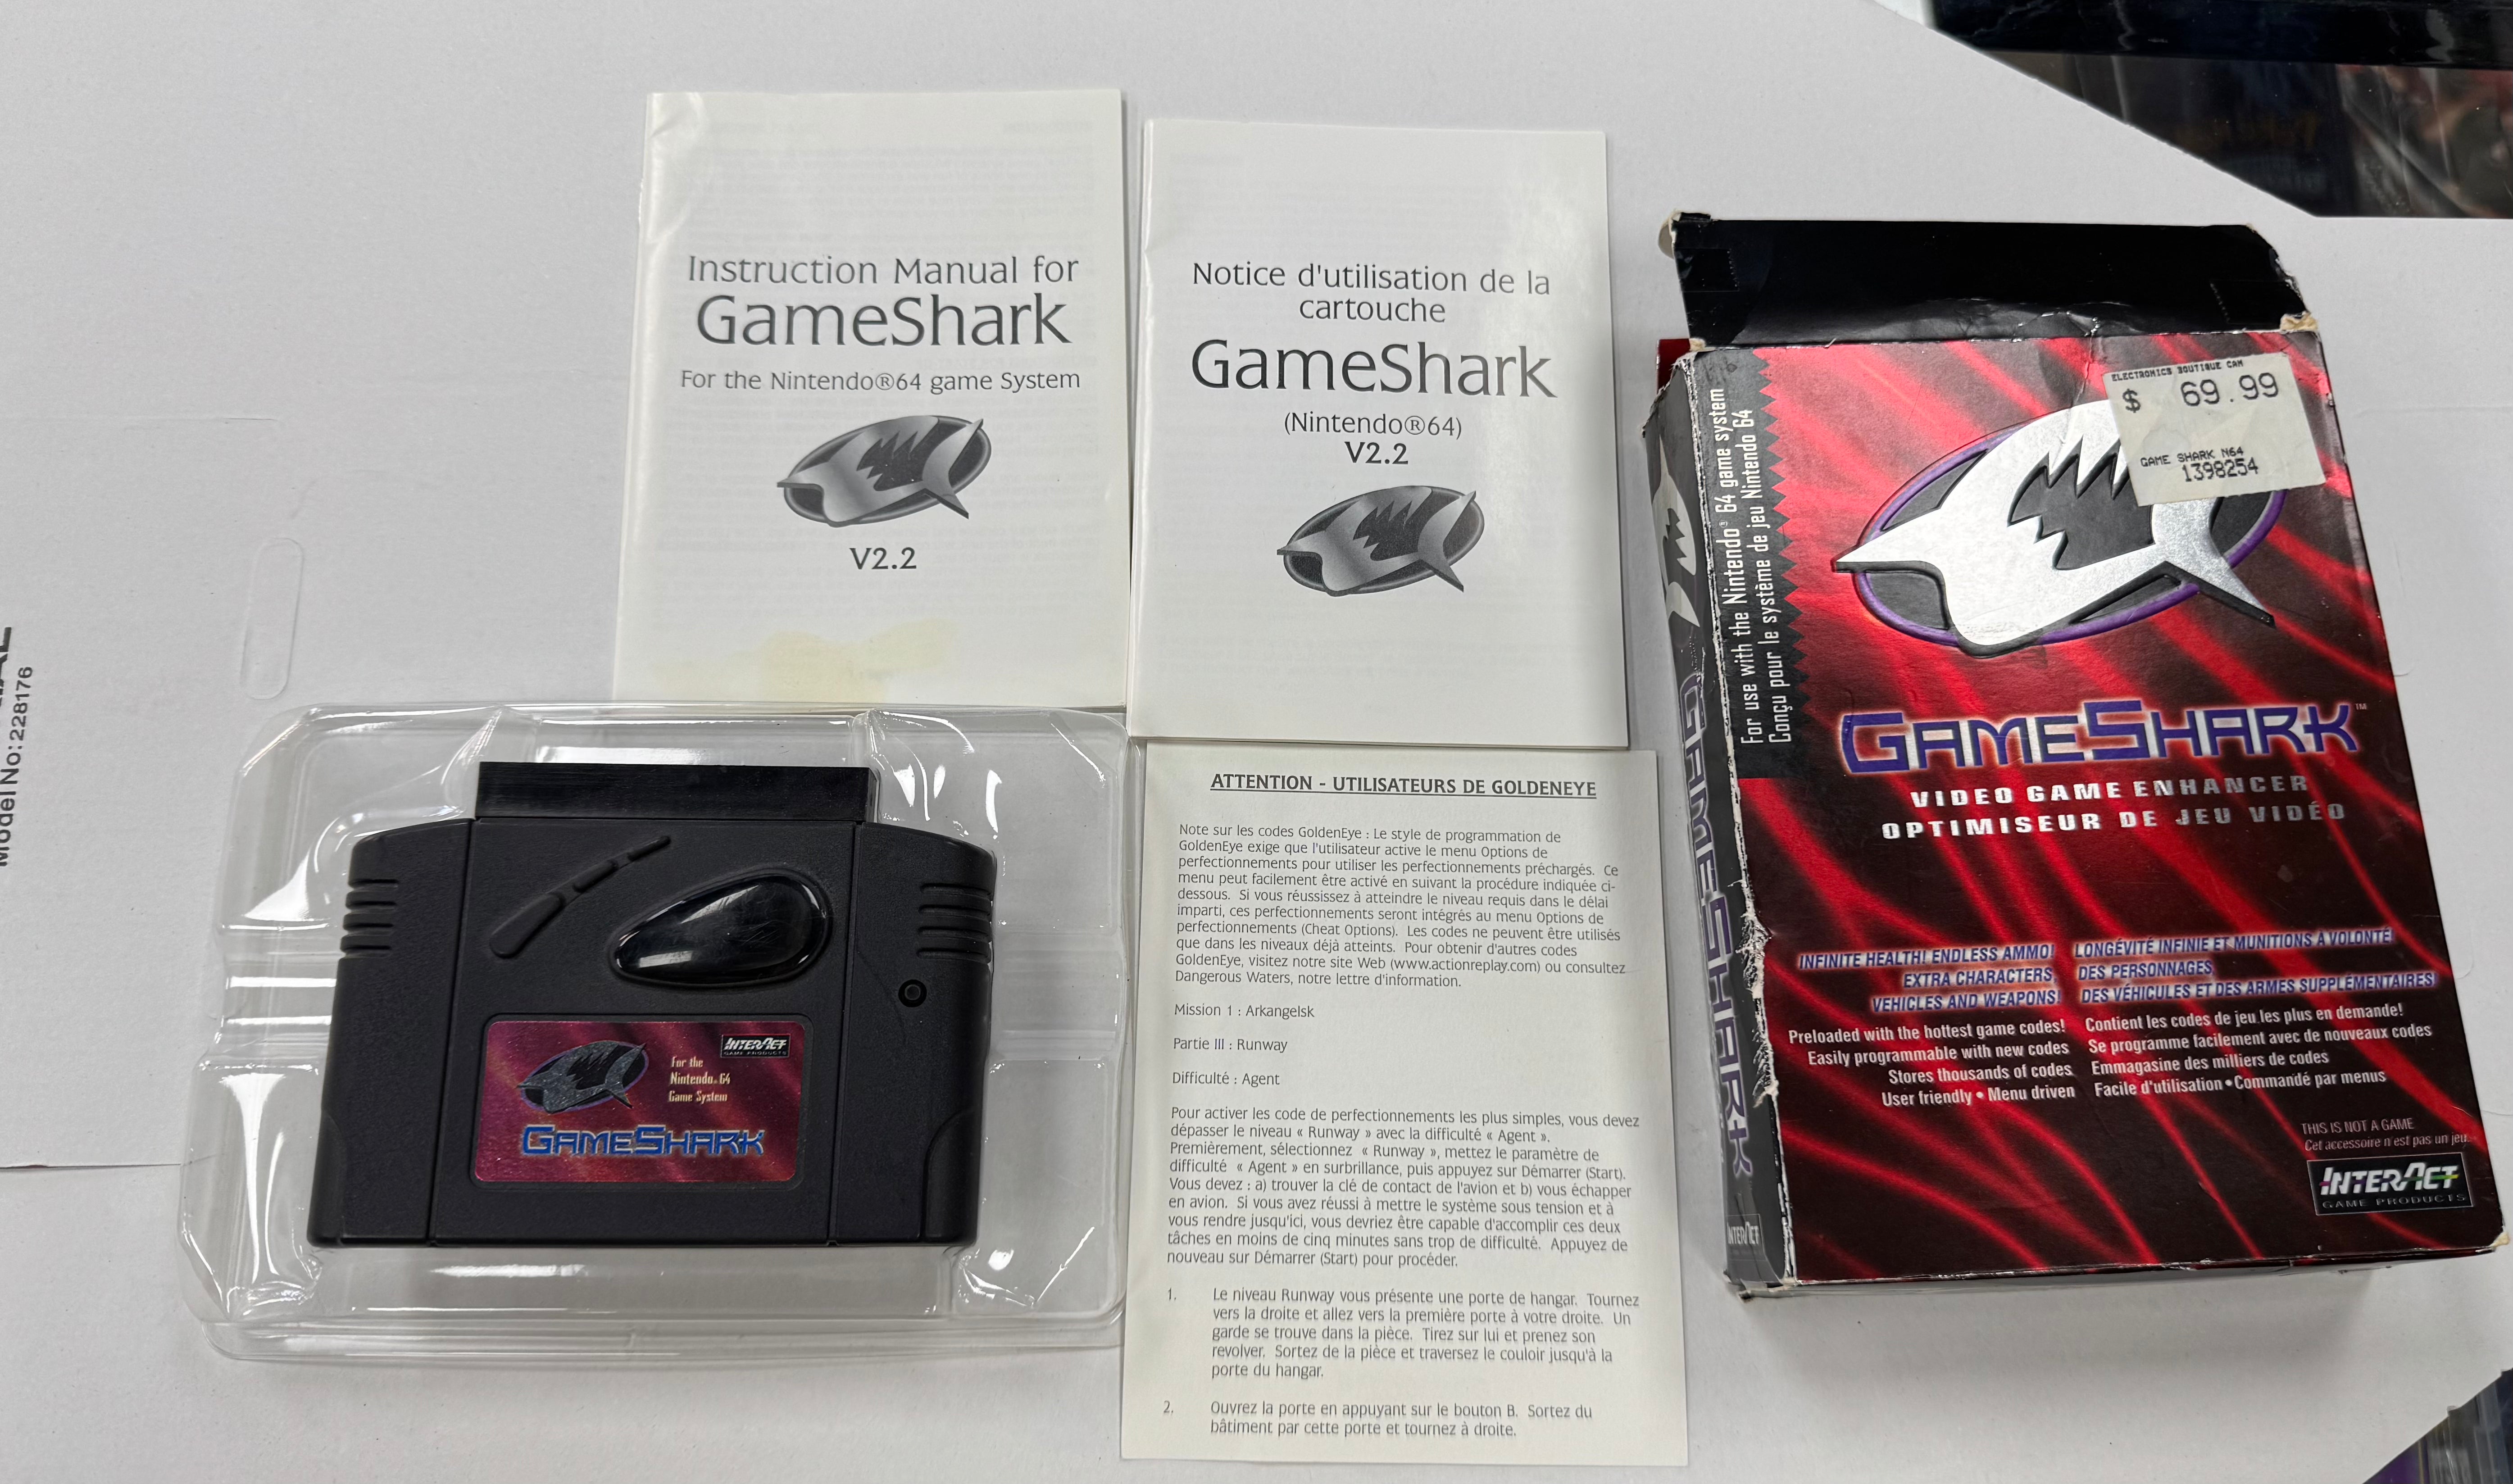 Instruction Manual for
GameShark
For the Nintendo®64 game System
V2.2
Notice d'utilisation de la
cartouche
GameShark
(Nintendo®64)
V2.2
ELECTRONICS BOUTIQUE CAM
$ 69.99
GAME SHARK N64
1398254
For use with the Nintendo® 64 game system
Conçu pour le système de jeu Nintendo 64
GAMESHARK™
VIDEO GAME ENHANCER
OPTIMISEUR DE JEU VIDÉO
INFINITE HEALTH! ENDLESS AMMO!
EXTRA CHARACTERS,
VEHICLES AND WEAPONS!
LONGÉVITÉ INFINIE ET MUNITIONS À VOLONTÉ
DES PERSONNAGES,
DES VÉHICULES ET DES ARMES SUPPLÉMENTAIRES
Preloaded with the hottest game codes!
Easily programmable with new codes
Stores thousands of codes
User friendly • Menu driven
Contient les codes de jeu les plus en demande!
Se programme facilement avec de nouveaux codes
Emmagasine des milliers de codes
Facile d'utilisation • Commandé par menus
THIS IS NOT A GAME
Cet accessoire n'est pas un jeu.
INTERACT
GAME PRODUCTS
GAMESHARK
INTERACT
Model No: 228176
INTERACT
GAME PRODUCTS
For the
Nintendo® 64
Game System
GAMESHARK
ATTENTION - UTILISATEURS DE GOLDENEYE
Note sur les codes GoldenEye : Le style de programmation de
GoldenEye exige que l'utilisateur active le menu Options de
perfectionnements pour utiliser les perfectionnements préchargés. Ce
menu peut facilement être activé en suivant la procédure indiquée ci-
dessous. Si vous réussissez à atteindre le niveau requis dans le délai
imparti, ces perfectionnements seront intégrés au menu Options de
perfectionnements (Cheat Options). Les codes ne peuvent être utilisés
que dans les niveaux déjà atteints. Pour obtenir d'autres codes
GoldenEye, visitez notre site Web (www.actionreplay.com) ou consultez
Dangerous Waters, notre lettre d'information.
Mission 1 : Arkangelsk
Partie III : Runway
Difficulté : Agent
Pour activer les code de perfectionnements les plus simples, vous devez
dépasser le niveau « Runway » avec la difficulté « Agent ».
Premièrement, sélectionnez « Runway », mettez le paramètre de
difficulté « Agent » en surbrillance, puis appuyez sur Démarrer (Start).
Vous devez : a) trouver la clé de contact de l'avion et b) vous échapper
en avion. Si vous avez réussi à mettre le système sous tension et à
vous rendre jusqu'ici, vous devriez être capable d'accomplir ces deux
tâches en moins de cinq minutes sans trop de difficulté. Appuyez de
nouveau sur Démarrer (Start) pour procéder.
1. Le niveau Runway vous présente une porte de hangar. Tournez
vers la droite et allez vers la première porte à votre droite. Un
garde se trouve dans la pièce. Tirez sur lui et prenez son
revolver. Sortez de la pièce et traversez le couloir jusqu'à la
porte du hangar.
2. Ouvrez la porte en appuyant sur le bouton B. Sortez du
bâtiment par cette porte et tournez à droite.